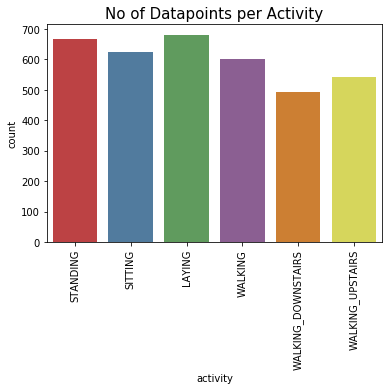 No of Datapoints per Activity
700
600
500
400
300
200
100
0
count
STANDING
SITTING
LAYING
WALKING
WALKING_DOWNSTAIRS
WALKING_UPSTAIRS
activity